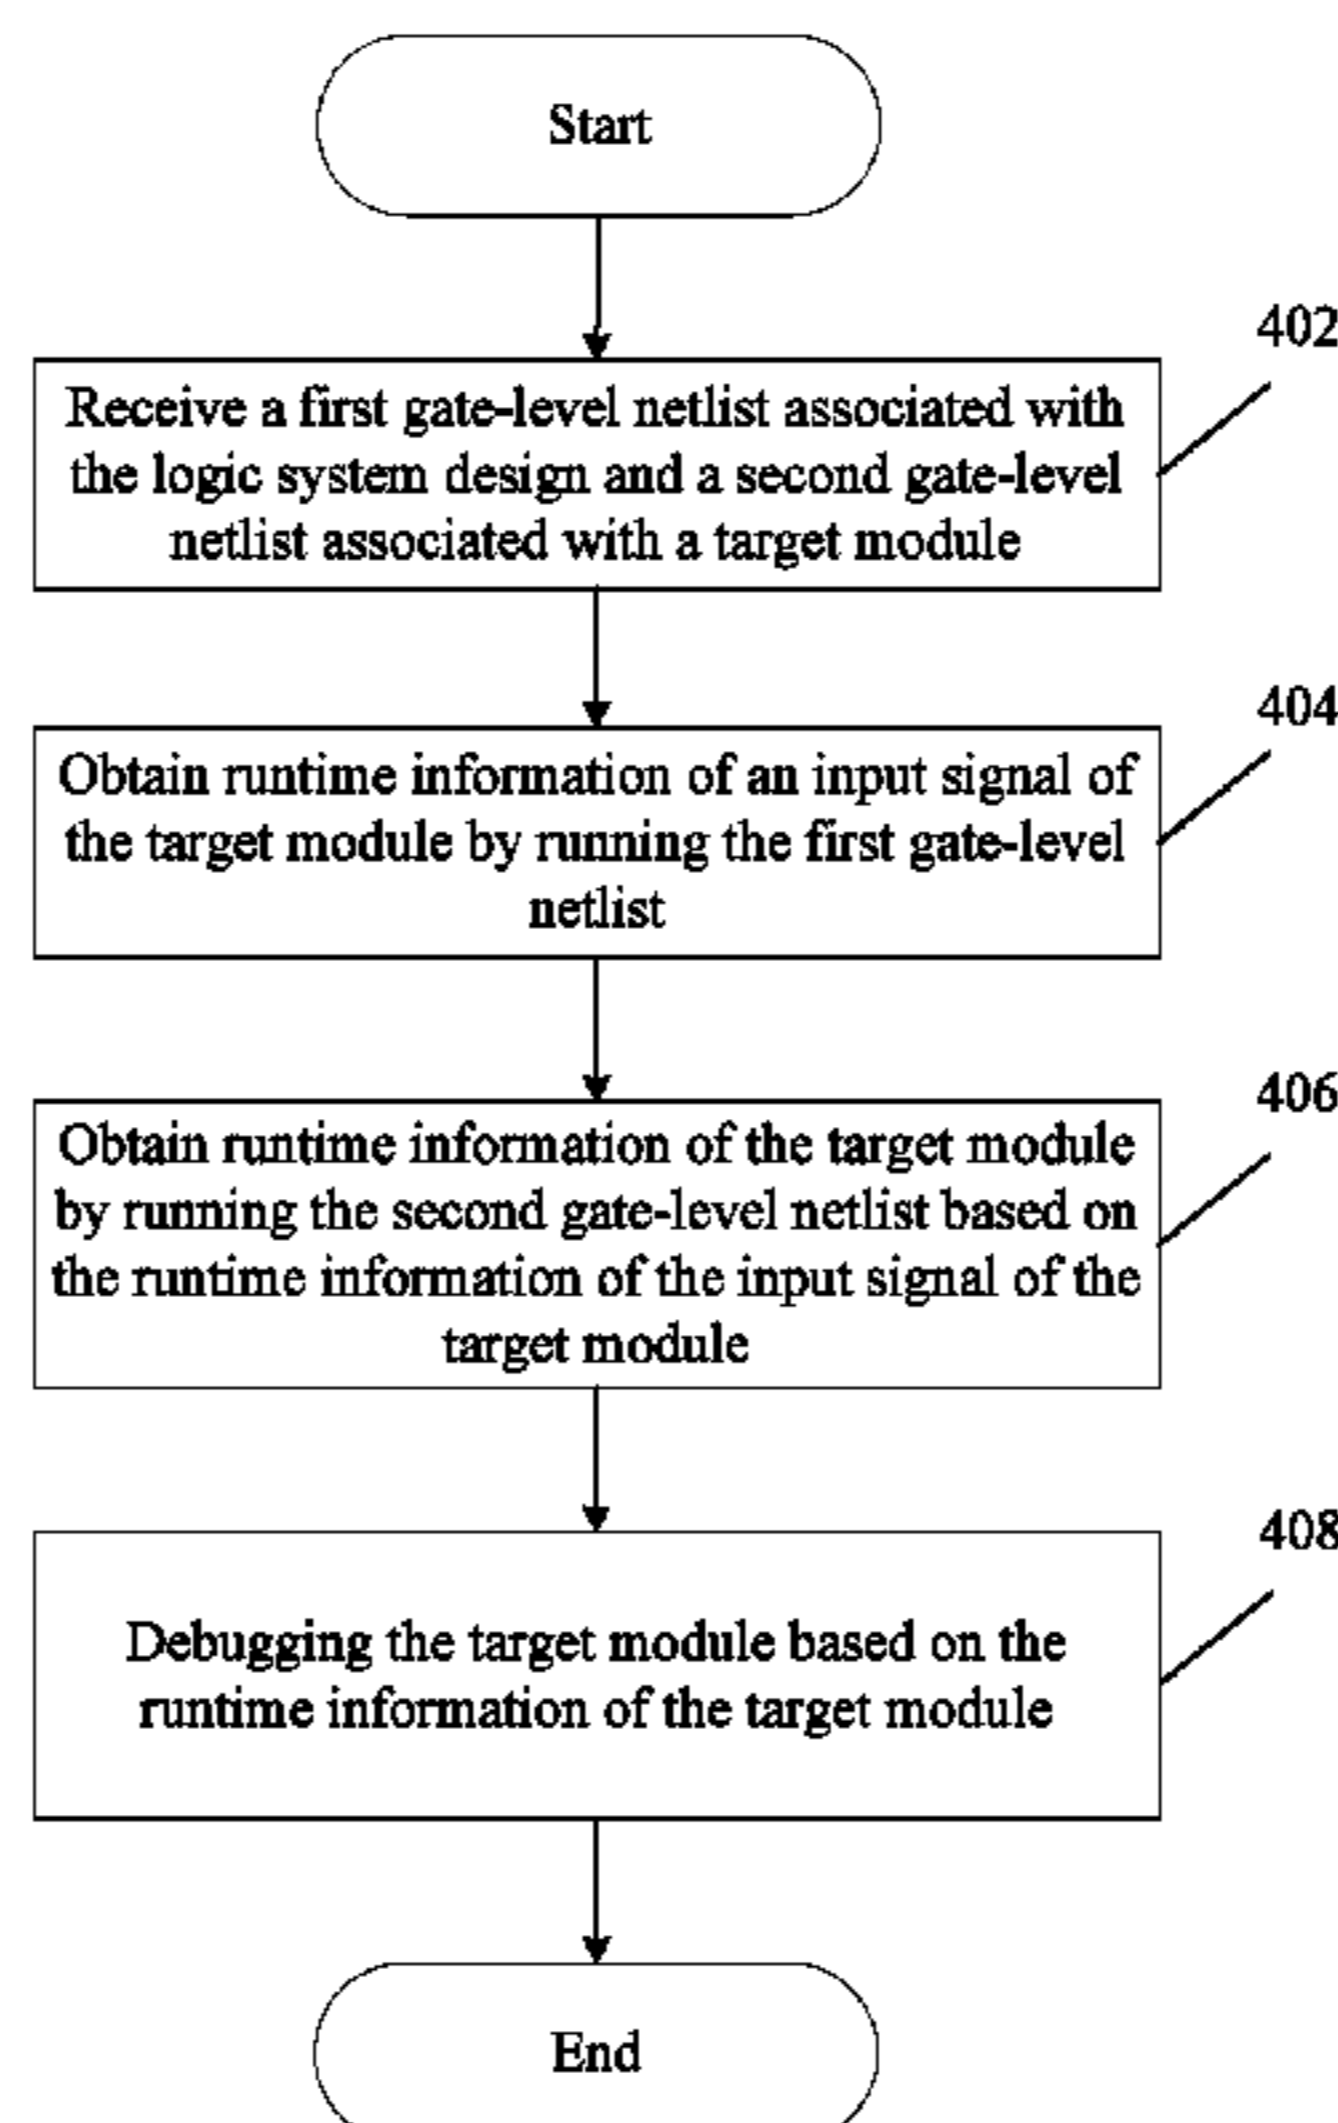 Start
402
Receive a first gate-level netlist associated with
the logic system design and a second gate-level
netlist associated with a target module
404
Obtain runtime information of an input signal of
the target module by running the first gate-level
netlist
406
Obtain runtime information of the target module
by running the second gate-level netlist based on
the runtime information of the input signal of the
target module
408
Debugging the target module based on the
runtime information of the target module
End